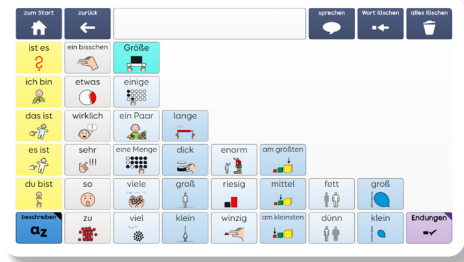 zum Start zurück sprechen Wort löschen alles löschen
ist es ein bisschen Größe
ich bin etwas einige
das ist wirklich ein Paar lange
es ist sehr eine Menge dick enorm am größten
du bist so viele groß riesig mittel fett groß
beschreiben zu viel klein winzig am kleinsten dünn klein Endungen
az